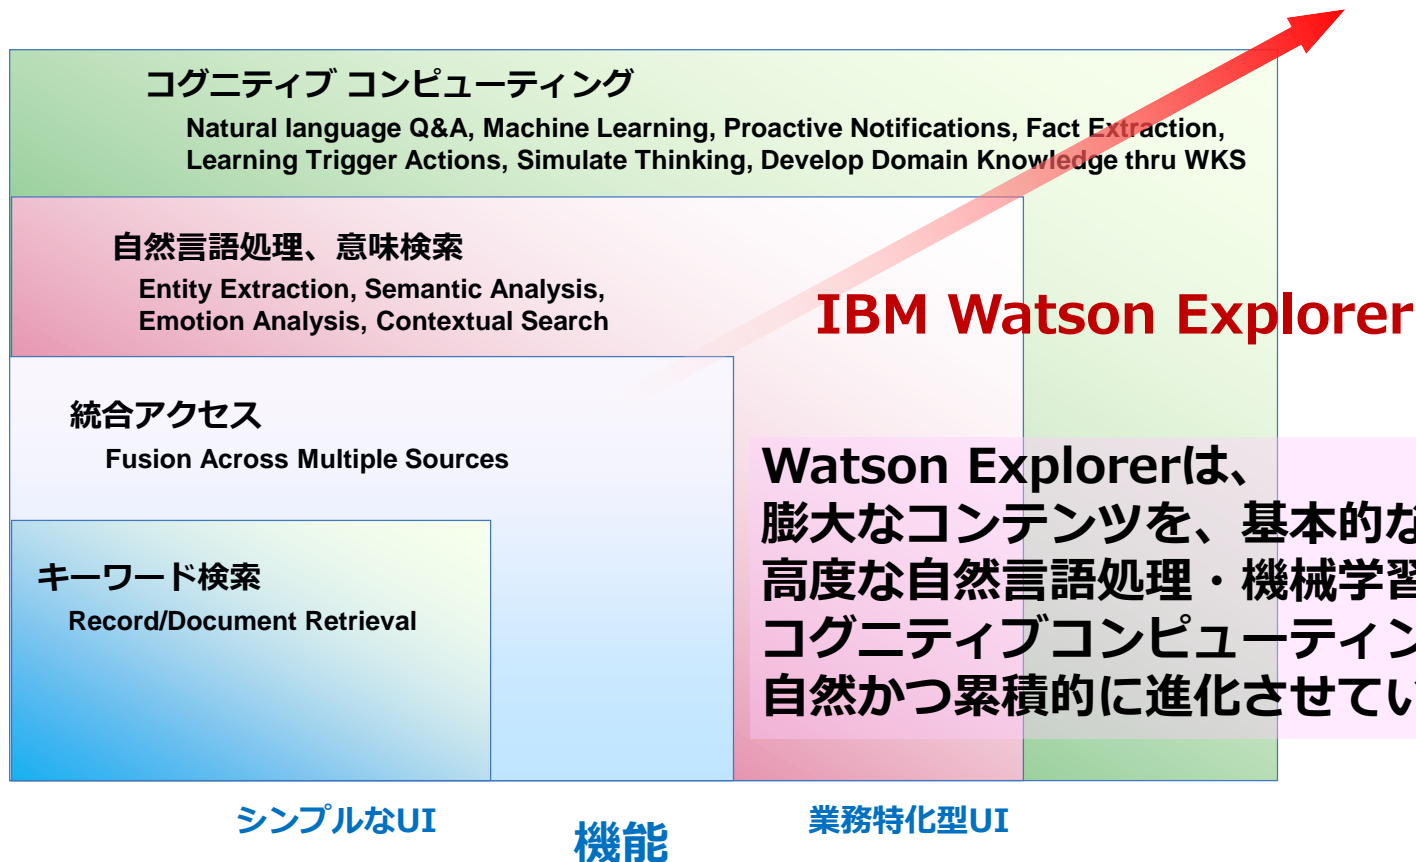 コグニティブ コンピューティング
Natural language Q&A, Machine Learning, Proactive Notifications, Fact Extraction,
Learning Trigger Actions, Simulate Thinking, Develop Domain Knowledge thru WKS
自然言語処理、意味検索
Entity Extraction, Semantic Analysis,
Emotion Analysis, Contextual Search
IBM Watson Explorer
統合アクセス
Fusion Across Multiple Sources
Watson Explorerは、
膨大なコンテンツを、基本的な
高度な自然言語処理・機械学習
コグニティブコンピューティン
自然かつ累積的に進化させてい
キーワード検索
Record/Document Retrieval
シンプルなUI
機能
業務特化型UI